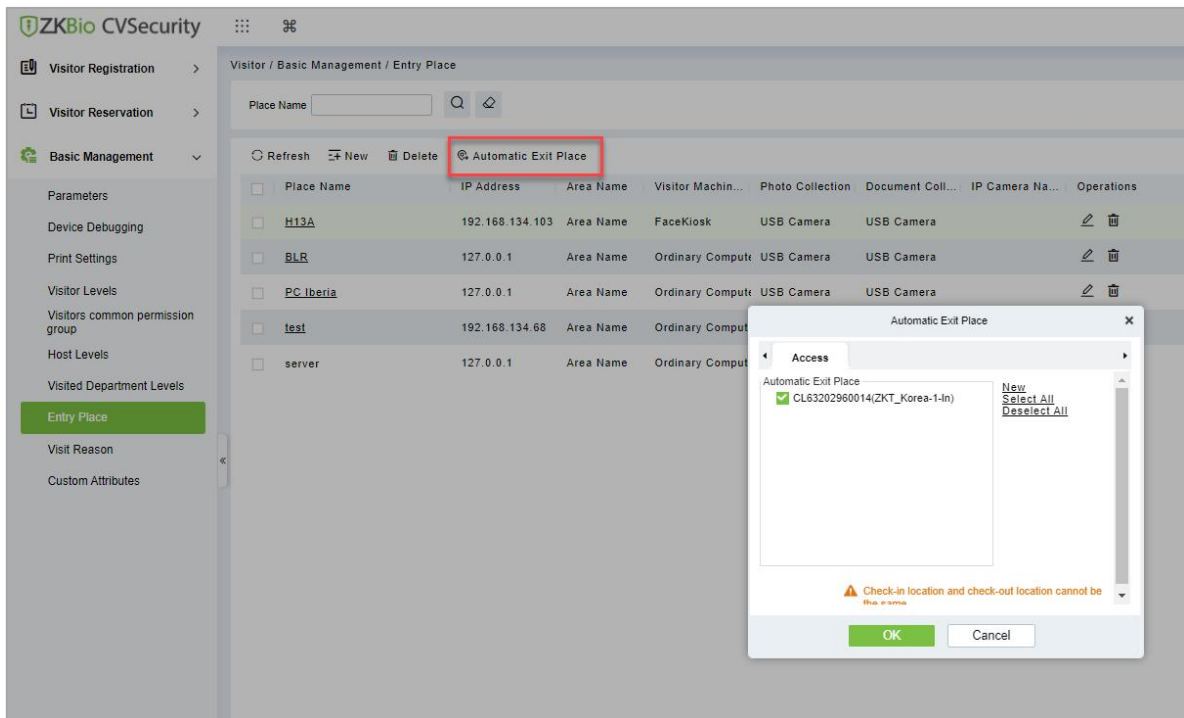 ZKBio CVSecurity
Visitor Registration
Visitor Reservation
Basic Management
Parameters
Device Debugging
Print Settings
Visitor Levels
Visitors common permission
group
Host Levels
Visited Department Levels
Entry Place
Visit Reason
Custom Attributes
Visitor / Basic Management / Entry Place
Place Name
Refresh New Delete Automatic Exit Place
Place Name IP Address Area Name Visitor Machin... Photo Collection Document Coll... IP Camera Na... Operations
H13A 192.168.134.103 Area Name FaceKiosk USB Camera USB Camera
BLR 127.0.0.1 Area Name Ordinary Compute USB Camera USB Camera
PC Iberia 127.0.0.1 Area Name Ordinary Compute USB Camera USB Camera
test 192.168.134.68 Area Name Ordinary Comput
server 127.0.0.1 Area Name Ordinary Comput
Automatic Exit Place
Access
Automatic Exit Place
CL63202960014(ZKT_Korea-1-In)
New
Select All
Deselect All
Check-in location and check-out location cannot be
the same
OK Cancel